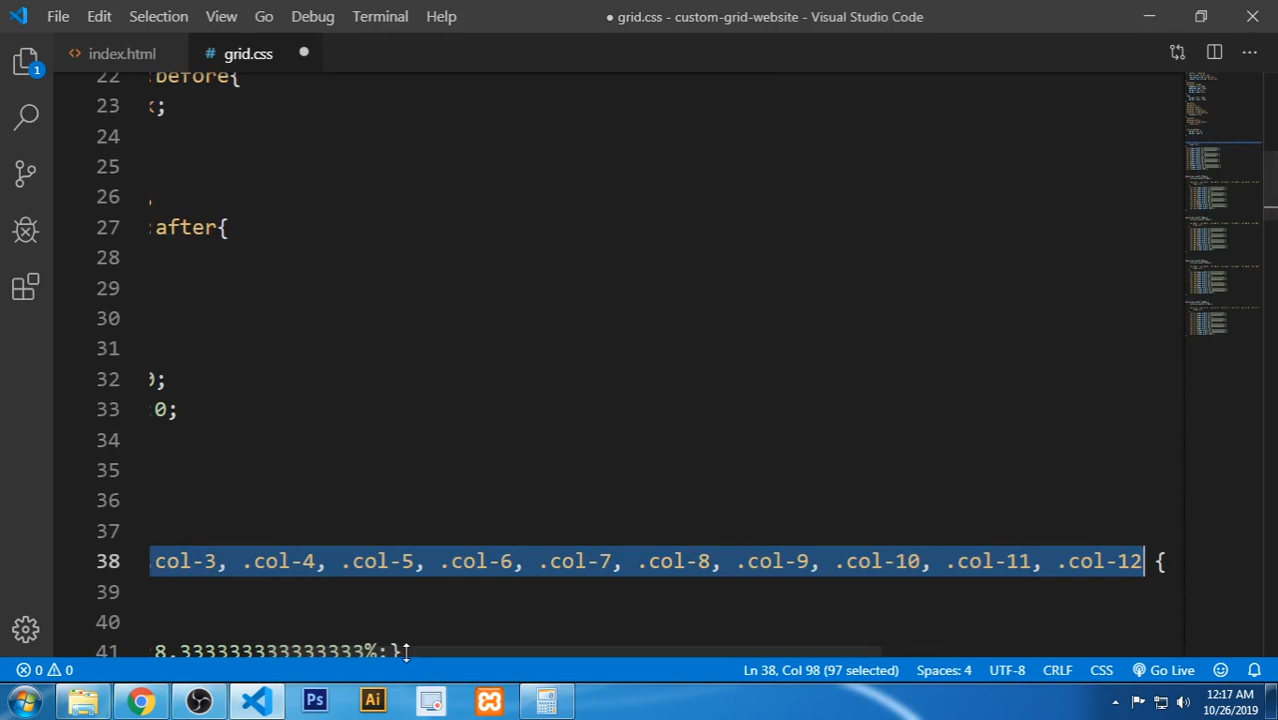 File Edit Selection View Go Debug Terminal Help
● grid.css - custom-grid-website - Visual Studio Code
1
<> index.html
# grid.css ●
22 :before{
23 x;
24
25
26 ,
27 :after{
28
29
30
31
32 0;
33 :0;
34
35
36
37
38 .col-3, .col-4, .col-5, .col-6, .col-7, .col-8, .col-9, .col-10, .col-11, .col-12 {
39
40
41 8.333333333333333%;}
0 0
Ln 38, Col 98 (97 selected) Spaces: 4 UTF-8 CRLF CSS Go Live
Ps Ai
12:17 AM
10/26/2019